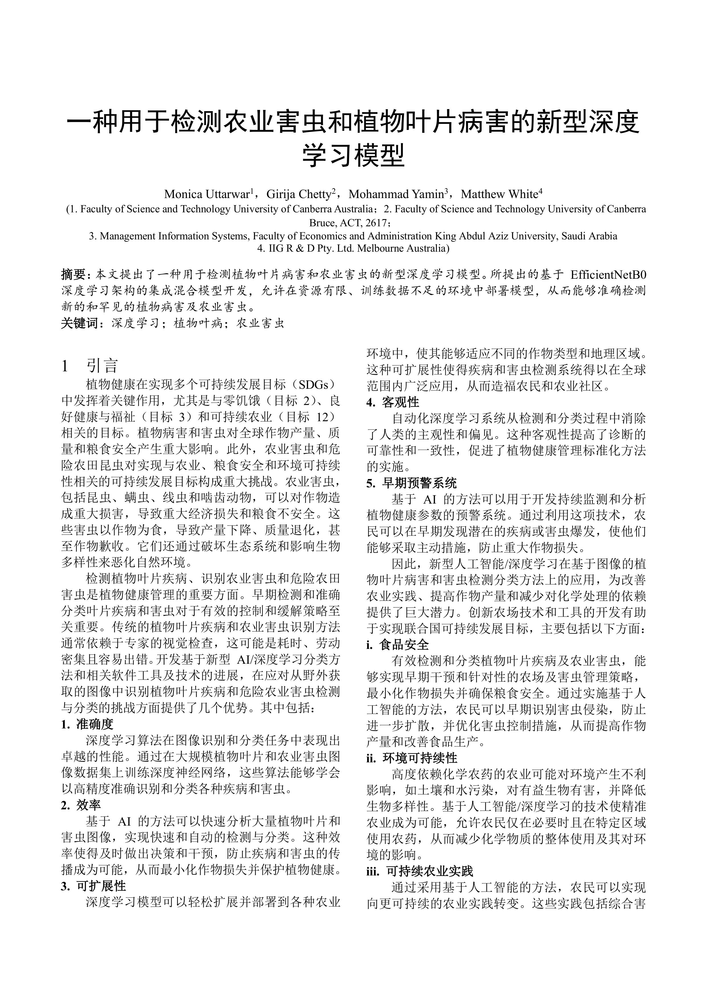 一种用于检测农业害虫和植物叶片病害的新型深度
学习模型
Monica Uttarwar1，Girija Chetty2，Mohammad Yamin3，Matthew White4
(1. Faculty of Science and Technology University of Canberra Australia；2. Faculty of Science and Technology University of Canberra
Bruce, ACT, 2617；
3. Management Information Systems, Faculty of Economics and Administration King Abdul Aziz University, Saudi Arabia
4. IIG R & D Pty. Ltd. Melbourne Australia)
摘要：本文提出了一种用于检测植物叶片病害和农业害虫的新型深度学习模型。所提出的基于 EfficientNetB0
深度学习架构的集成混合模型开发，允许在资源有限、训练数据不足的环境中部署模型，从而能够准确检测
新的和罕见的植物病害及农业害虫。
关键词：深度学习；植物叶病；农业害虫
1 引言
植物健康在实现多个可持续发展目标（SDGs）
中发挥着关键作用，尤其是与零饥饿（目标 2）、良
好健康与福祉（目标 3）和可持续农业（目标 12）
相关的目标。植物病害和害虫对全球作物产量、质
量和粮食安全产生重大影响。此外，农业害虫和危
险农田昆虫对实现与农业、粮食安全和环境可持续
性相关的可持续发展目标构成重大挑战。农业害虫，
包括昆虫、螨虫、线虫和啮齿动物，可以对作物造
成重大损害，导致重大经济损失和粮食不安全。这
些害虫以作物为食，导致产量下降、质量退化，甚
至作物歉收。它们还通过破坏生态系统和影响生物
多样性来恶化自然环境。
检测植物叶片疾病、识别农业害虫和危险农田
害虫是植物健康管理的重要方面。早期检测和准确
分类叶片疾病和害虫对于有效的控制和缓解策略至
关重要。传统的植物叶片疾病和农业害虫识别方法
通常依赖于专家的视觉检查，这可能是耗时、劳动
密集且容易出错。开发基于新型 AI/深度学习分类方
法和相关软件工具及技术的进展，在应对从野外获
取的图像中识别植物叶片疾病和危险农业害虫检测
与分类的挑战方面提供了几个优势。其中包括：
1. 准确度
深度学习算法在图像识别和分类任务中表现出
卓越的性能。通过在大规模植物叶片和农业害虫图
像数据集上训练深度神经网络，这些算法能够学会
以高精度准确识别和分类各种疾病和害虫。
2. 效率
基于 AI 的方法可以快速分析大量植物叶片和
害虫图像，实现快速和自动的检测与分类。这种效
率使得及时做出决策和干预，防止疾病和害虫的传
播成为可能，从而最小化作物损失并保护植物健康。
3. 可扩展性
深度学习模型可以轻松扩展并部署到各种农业
环境中，使其能够适应不同的作物类型和地理区域。
这种可扩展性使得疾病和害虫检测系统得以在全球
范围内广泛应用，从而造福农民和农业社区。
4. 客观性
自动化深度学习系统从检测和分类过程中消除
了人类的主观性和偏见。这种客观性提高了诊断的
可靠性和一致性，促进了植物健康管理标准化方法
的实施。
5. 早期预警系统
基于 AI 的方法可以用于开发持续监测和分析
植物健康参数的预警系统。通过利用这项技术，农
民可以在早期发现潜在的疾病或害虫爆发，使他们
能够采取主动措施，防止重大作物损失。
因此，新型人工智能/深度学习在基于图像的植
物叶片病害和害虫检测分类方法上的应用，为改善
农业实践、提高作物产量和减少对化学处理的依赖
提供了巨大潜力。创新农场技术和工具的开发有助
于实现联合国可持续发展目标，主要包括以下方面：
i. 食品安全
有效检测和分类植物叶片疾病及农业害虫，能
够实现早期干预和针对性的农场及害虫管理策略，
最小化作物损失并确保粮食安全。通过实施基于人
工智能的方法，农民可以早期识别害虫侵染，防止
进一步扩散，并优化害虫控制措施，从而提高作物
产量和改善食品生产。
ii. 环境可持续性
高度依赖化学农药的农业可能对环境产生不利
影响，如土壤和水污染，对有益生物有害，并降低
生物多样性。基于人工智能/深度学习的技术使精准
农业成为可能，允许农民仅在必要时且在特定区域
使用农药，从而减少化学物质的整体使用及其对环
境的影响。
iii. 可持续农业实践
通过采用基于人工智能的方法，农民可以实现
向更可持续的农业实践转变。这些实践包括综合害